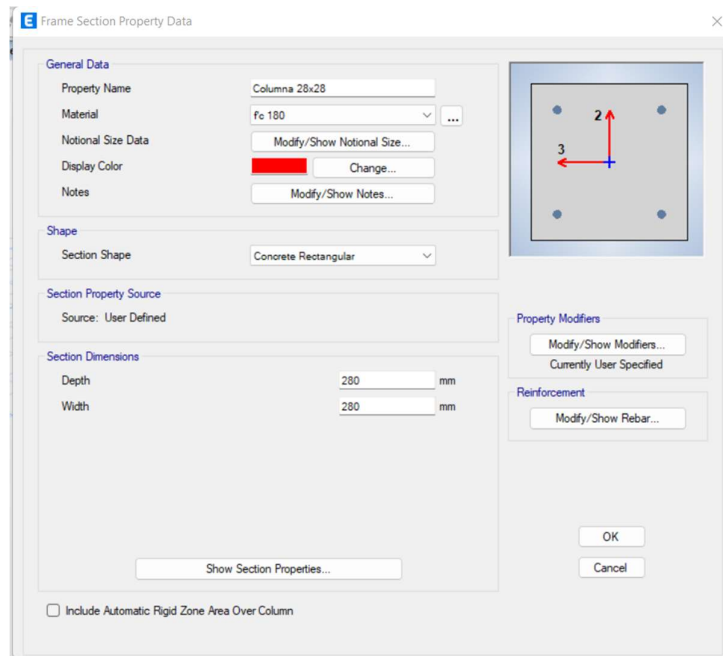 E Frame Section Property Data
General Data
Property Name Columna 28x28
Material f'c 180 ...
Notional Size Data Modify/Show Notional Size...
Display Color Change...
Notes Modify/Show Notes...
2
3
Shape
Section Shape Concrete Rectangular
Section Property Source
Source: User Defined
Property Modifiers
Modify/Show Modifiers...
Currently User Specified
Section Dimensions
Depth 280 mm
Width 280 mm
Reinforcement
Modify/Show Rebar...
Show Section Properties...
OK
Cancel
Include Automatic Rigid Zone Area Over Column